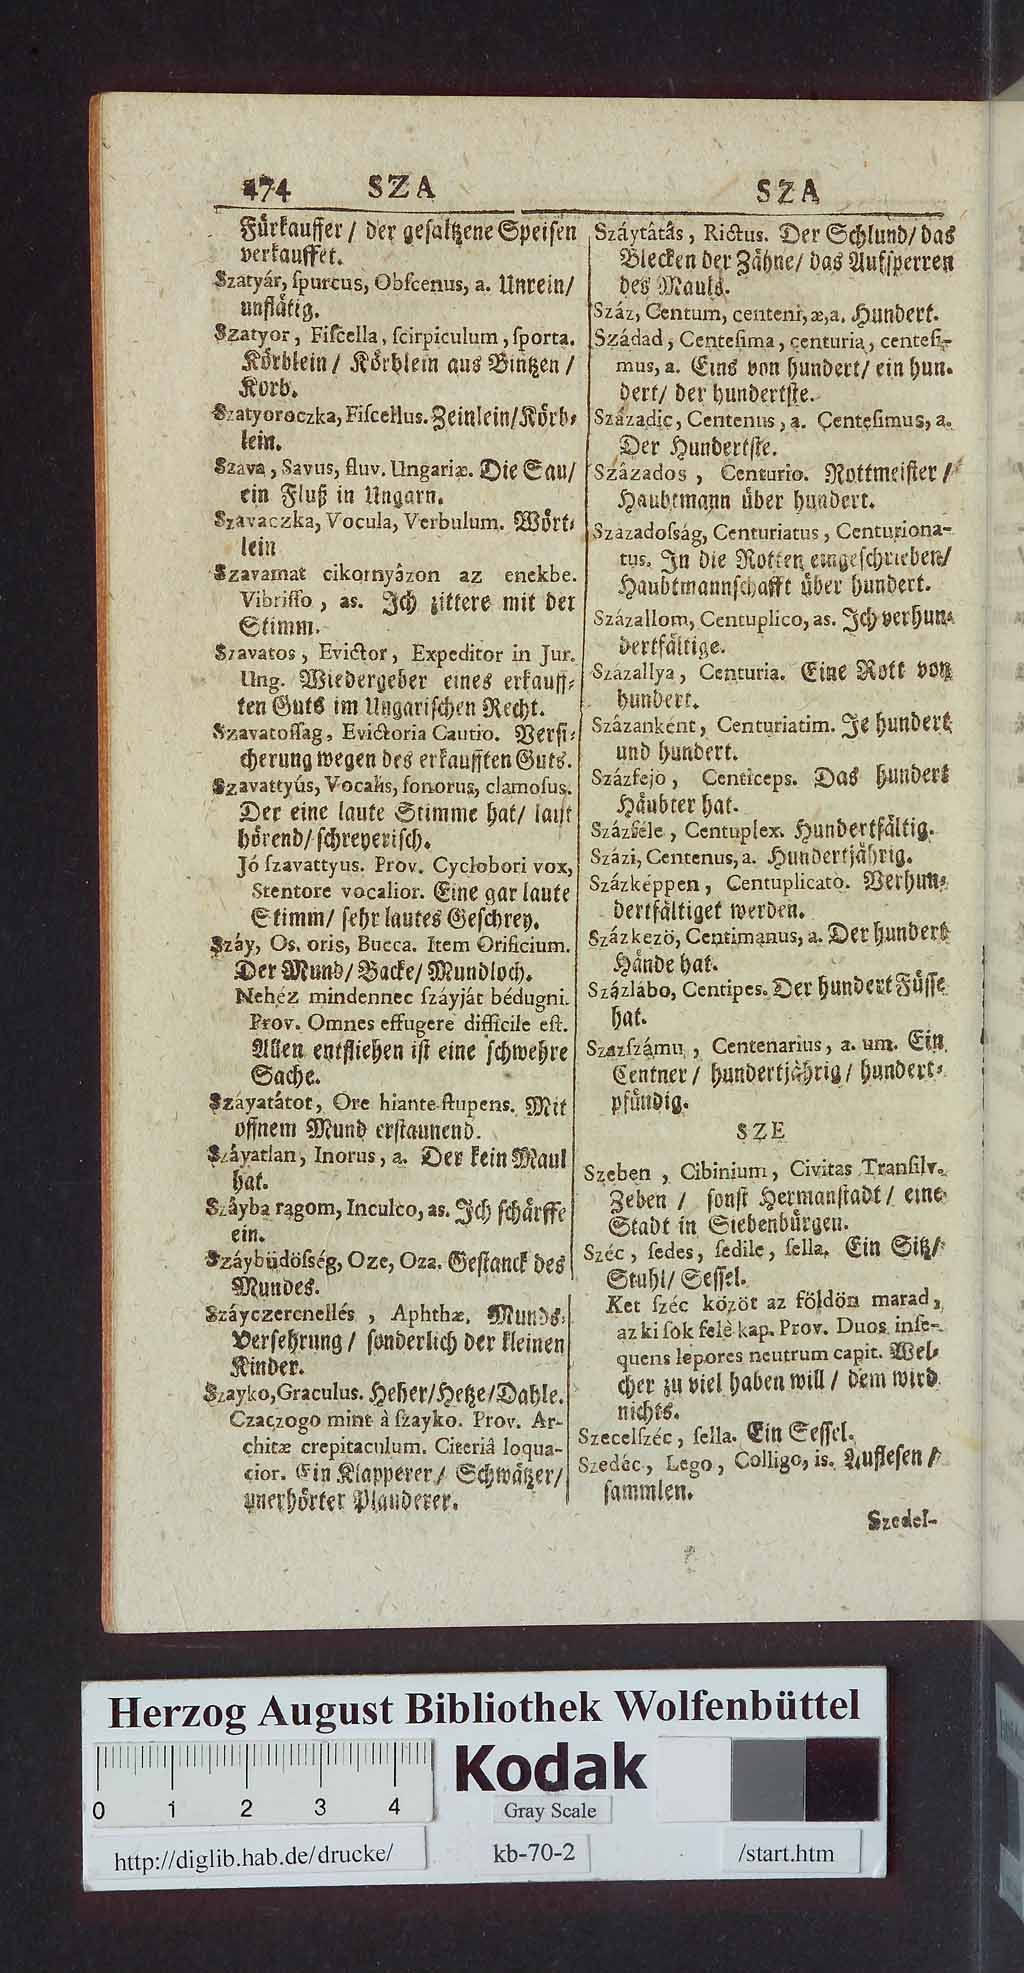 474 SZA
SZA
Fürkauffer / der gesaltzene Speisen
verkauffet.
Szatyár, ſpurcus, Obſcenus, a. Unrein/
unflätig.
Szatyor, Fiſcella, ſcirpiculum, ſporta.
Körblein / Körblein aus Bintzen /
Korb.
Szatyoroczka, Fiſcellus. Zeinlein/Körb-
lein.
Szava, Savus, fluv. Ungariæ. Die Sau/
ein Fluß in Ungarn.
Szavaczka, Vocula, Verbulum. Wört-
lein
Szavamat cikornyâzon az enekbe.
Vibriſſo, as. Ich zittere mit der
Stimm.
Szavatos, Evictor, Expeditor in Jur.
Ung. Wiedergeber eines erkauff-
ten Guts im Ungarischen Recht.
Szavatoſſag, Evictoria Cautio. Versi-
cherung wegen des erkaufften Guts.
Szavattyús, Vocalis, ſonorus, clamoſus.
Der eine laute Stimme hat/ laut
hörend/ schreyerisch.
Jó ſzavattyus. Prov. Cyclobori vox,
Stentore vocalior. Eine gar laute
Stimm/ sehr lautes Geschrey.
Száy, Os. oris, Bucca. Item Orificium.
Der Mund/ Backe/ Mundloch.
Nehéz mindennec ſzáyját bédugni.
Prov. Omnes effugere difficile eſt.
Allen entfliehen ist eine schwehre
Sache.
Száyatátot, Ore hiante ſtupens. Mit
offnem Mund erstaunend.
Száyatlan, Inorus, a. Der kein Maul
hat.
Száyba ragom, Inculco, as. Ich schärffe
ein.
Száybüdöſség, Oze, Oza. Gestanck des
Mundes.
Száyczerenellés, Aphthæ. Munds-
Versehrung / sonderlich der kleinen
Kinder.
Szayko, Graculus. Heher/Hetze/Dahle.
Czaczogo mint à ſzayko. Prov. Ar-
chitæ crepitaculum. Citeriâ loqua-
cior. Ein Klapperer / Schwätzer/
unerhörter Plauderer.
Száytâtâs, Rictus. Der Schlund/ das
Blecken der Zähne/ das Aufsperren
des Mauls.
Száz, Centum, centeni, æ, a. Hundert.
Szádad, Centeſima, centuria, centeſi-
mus, a. Eins von hundert/ ein hun-
dert/ der hundertste.
Századic, Centenus, a. Centeſimus, a.
Der Hundertste.
Százados, Centurio. Rottmeister /
Haubtmann über hundert.
Századoſság, Centuriatus, Centuriona-
tus. In die Rotten eingeschrieben/
Haubtmannschafft über hundert.
Százallom, Centuplico, as. Ich verhun-
dertfältige.
Százallya, Centuria. Eine Rott von
hundert.
Százanként, Centuriatim. Je hundert
und hundert.
Százfejö, Centiceps. Das hundert
Häubter hat.
Százféle, Centuplex. Hundertfältig.
Százi, Centenus, a. Hundertjährig.
Százképpen, Centuplicato. Verhun-
dertfältiget werden.
Százkezö, Centimanus, a. Der hundert
Hände hat.
Százlábo, Centipes. Der hundert Füsse
hat.
Szazſzámu, Centenarius, a. um. Ein
Centner / hundertjährig / hundert-
pfündig.
SZE
Szeben, Cibinium, Civitas Tranſilv.
Zeben / sonst Hermanstadt / eine
Stadt in Siebenbürgen.
Széc, ſedes, ſedile, ſella. Ein Sitz/
Stuhl/ Sessel.
Ket ſzéc közöt az földön marad,
az ki ſok felè kap. Prov. Duos inſe-
quens lepores neutrum capit. Wel-
cher zu viel haben will / dem wird
nichts.
Szecelſzéc, ſella. Ein Sessel.
Szedéc, Lego, Colligo, is. Auflesen /
sammlen.
Szedel-
Herzog August Bibliothek Wolfenbüttel
Kodak
Gray Scale
0 1 2 3 4
http://diglib.hab.de/drucke/ kb-70-2 /start.htm